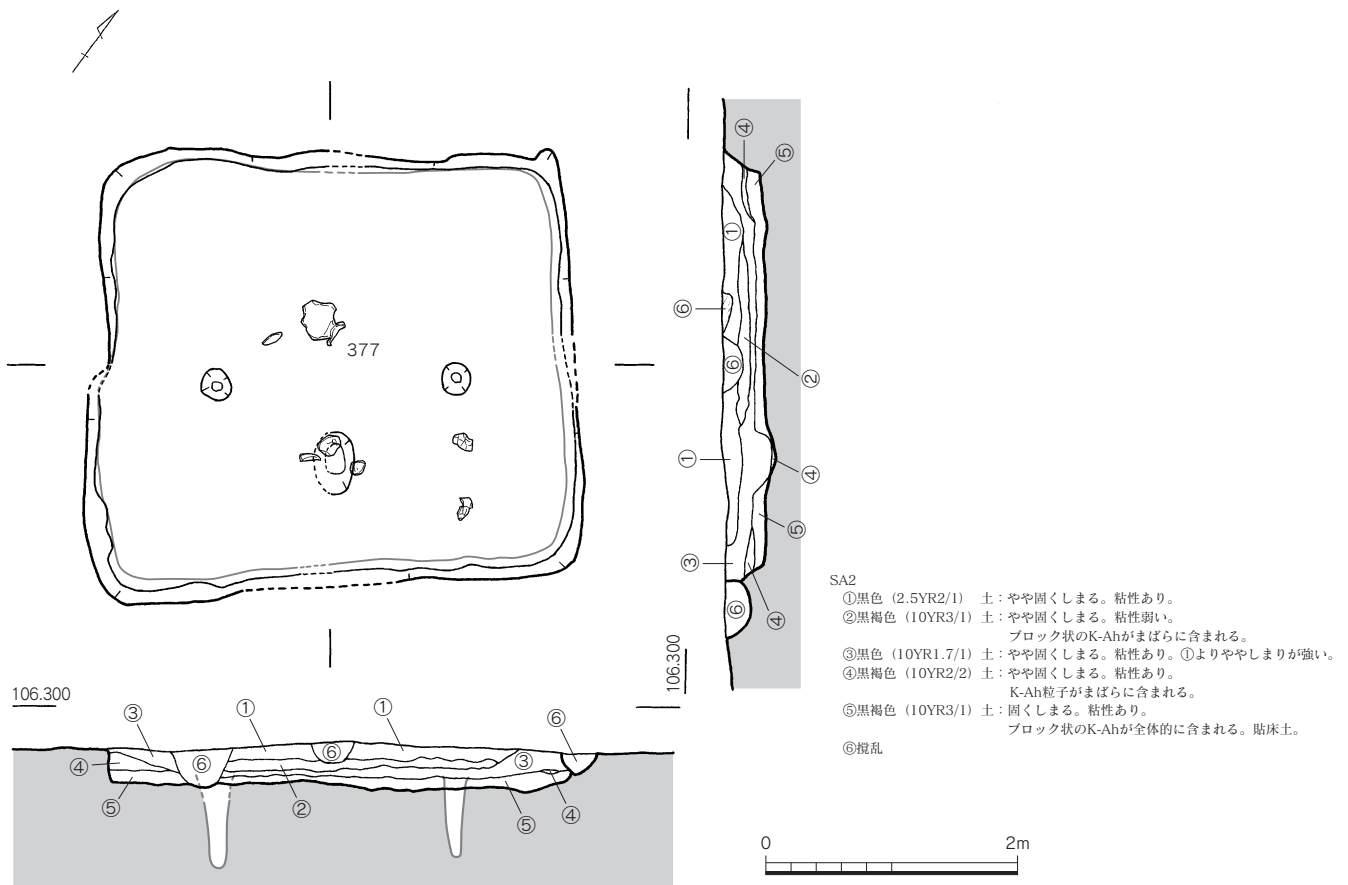 ④
⑤
①
⑥
377
⑥
②
①
④
⑤
③
⑥
④
SA2
①黒色（2.5YR2/1） 土：やや固くしまる。粘性あり。
②黒褐色（10YR3/1）土：やや固くしまる。粘性弱い。
ブロック状のK-Ahがまばらに含まれる。
③黒色（10YR1.7/1）土：やや固くしまる。粘性あり。①よりややしまりが強い。
④黒褐色（10YR2/2）土：やや固くしまる。粘性あり。
K-Ah粒子がまばらに含まれる。
⑤黒褐色（10YR3/1）土：固くしまる。粘性あり。
ブロック状のK-Ahが全体的に含まれる。貼床土。
⑥撹乱
106.300
106.300
③
①
①
⑥
⑥
⑥
③
④
⑤
②
⑤
④
0 2m